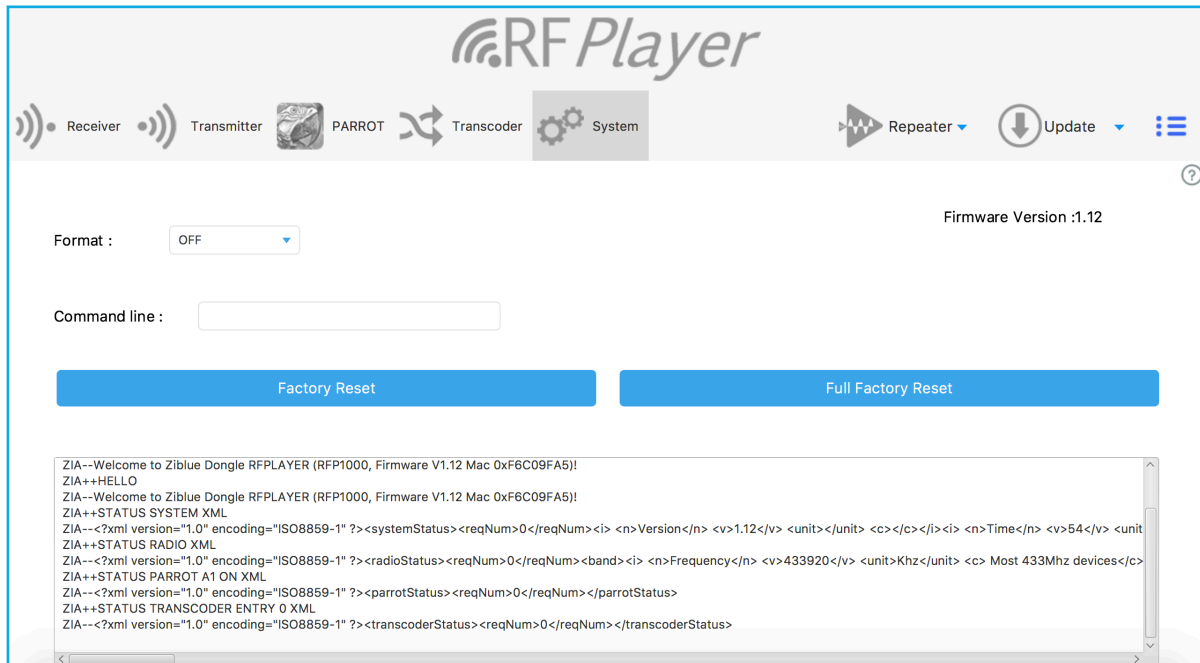 RFPlayer
Receiver Transmitter PARROT Transcoder System Repeater Update
?
Firmware Version :1.12
Format : OFF
Command line :
Factory Reset Full Factory Reset
ZIA--Welcome to Ziblue Dongle RFPLAYER (RFP1000, Firmware V1.12 Mac 0xF6C09FA5)!
ZIA++HELLO
ZIA--Welcome to Ziblue Dongle RFPLAYER (RFP1000, Firmware V1.12 Mac 0xF6C09FA5)!
ZIA++STATUS SYSTEM XML
ZIA--<?xml version="1.0" encoding="ISO8859-1" ?><systemStatus><reqNum>0</reqNum><i> <n>Version</n> <v>1.12</v> <unit></unit> <c></c></i><i> <n>Time</n> <v>54</v> <unit
ZIA++STATUS RADIO XML
ZIA--<?xml version="1.0" encoding="ISO8859-1" ?><radioStatus><reqNum>0</reqNum><band><i> <n>Frequency</n> <v>433920</v> <unit>Khz</unit> <c> Most 433Mhz devices</c>
ZIA++STATUS PARROT A1 ON XML
ZIA--<?xml version="1.0" encoding="ISO8859-1" ?><parrotStatus><reqNum>0</reqNum></parrotStatus>
ZIA++STATUS TRANSCODER ENTRY 0 XML
ZIA--<?xml version="1.0" encoding="ISO8859-1" ?><transcoderStatus><reqNum>0</reqNum></transcoderStatus>